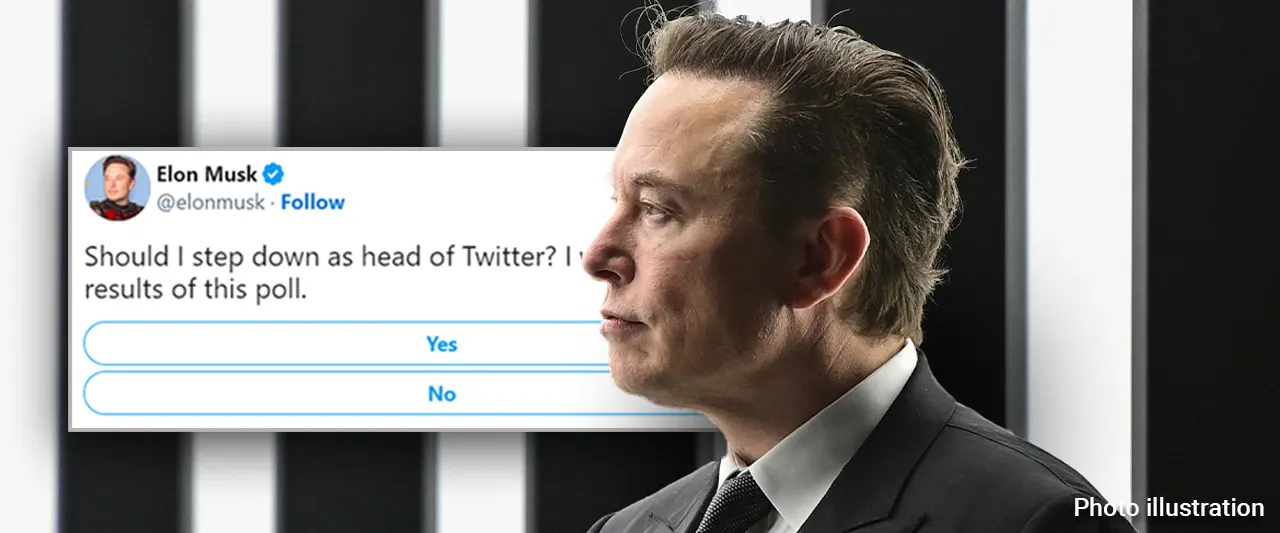 Elon Musk
@elonmusk · Follow
Should I step down as head of Twitter? I
results of this poll.
Yes
No
Photo illustration